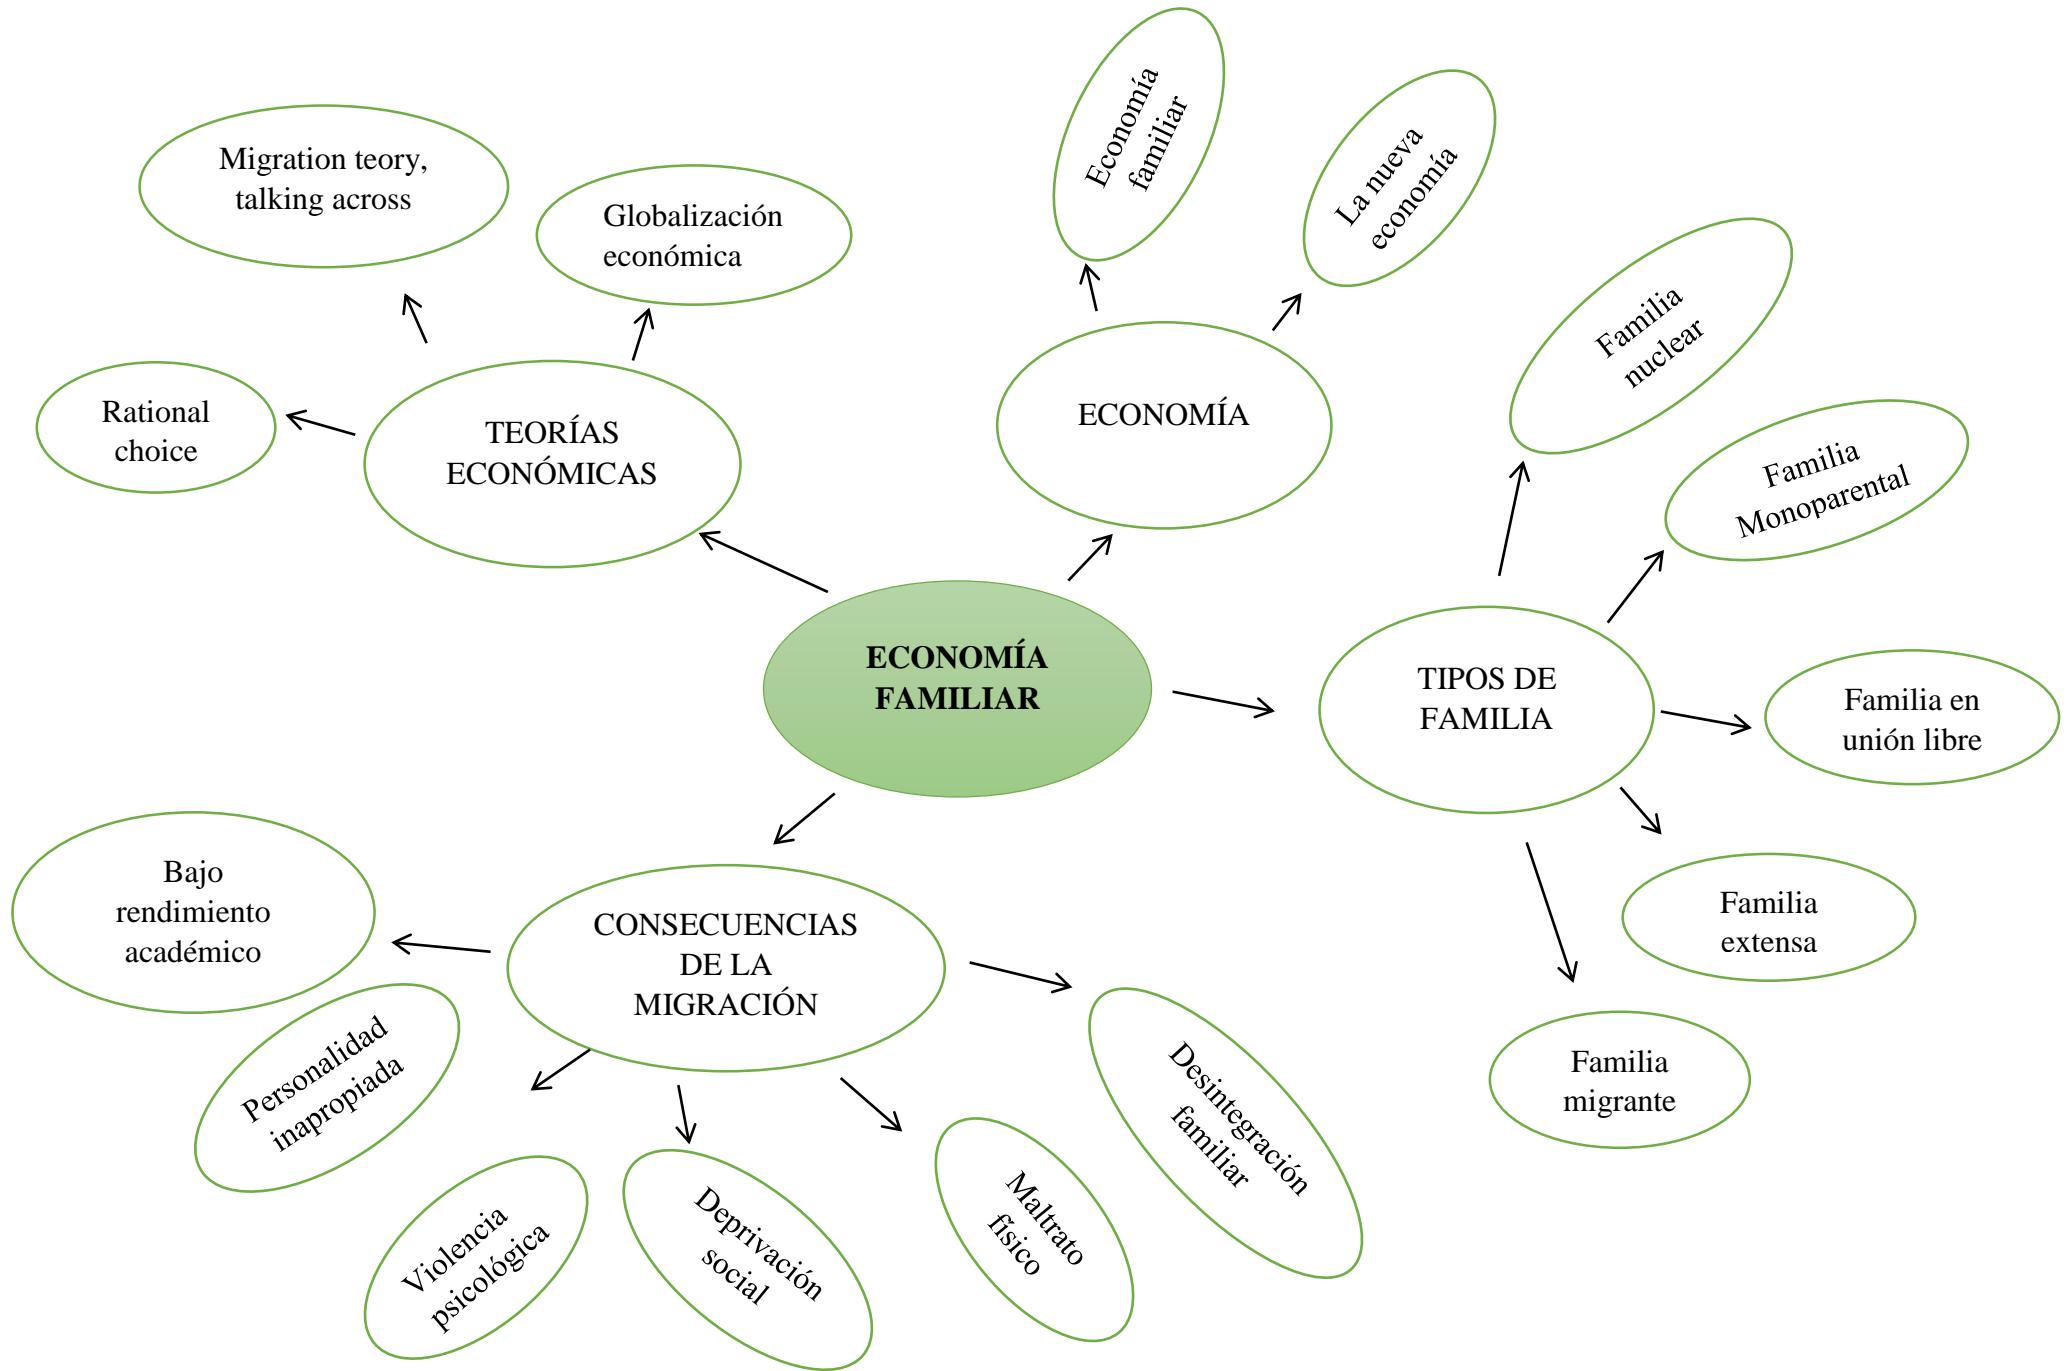 Migration teory,
talking across
Globalización
económica
Rational
choice
TEORÍAS
ECONÓMICAS
Economía
familiar
La nueva
economía
ECONOMÍA
Familia
nuclear
Familia
Monoparental
ECONOMÍA
FAMILIAR
TIPOS DE
FAMILIA
Familia en
unión libre
Familia
extensa
Familia
migrante
CONSECUENCIAS
DE LA
MIGRACIÓN
Bajo
rendimiento
académico
Personalidad
inapropiada
Violencia
psicológica
Deprivación
social
Maltrato
físico
Desintegración
familiar